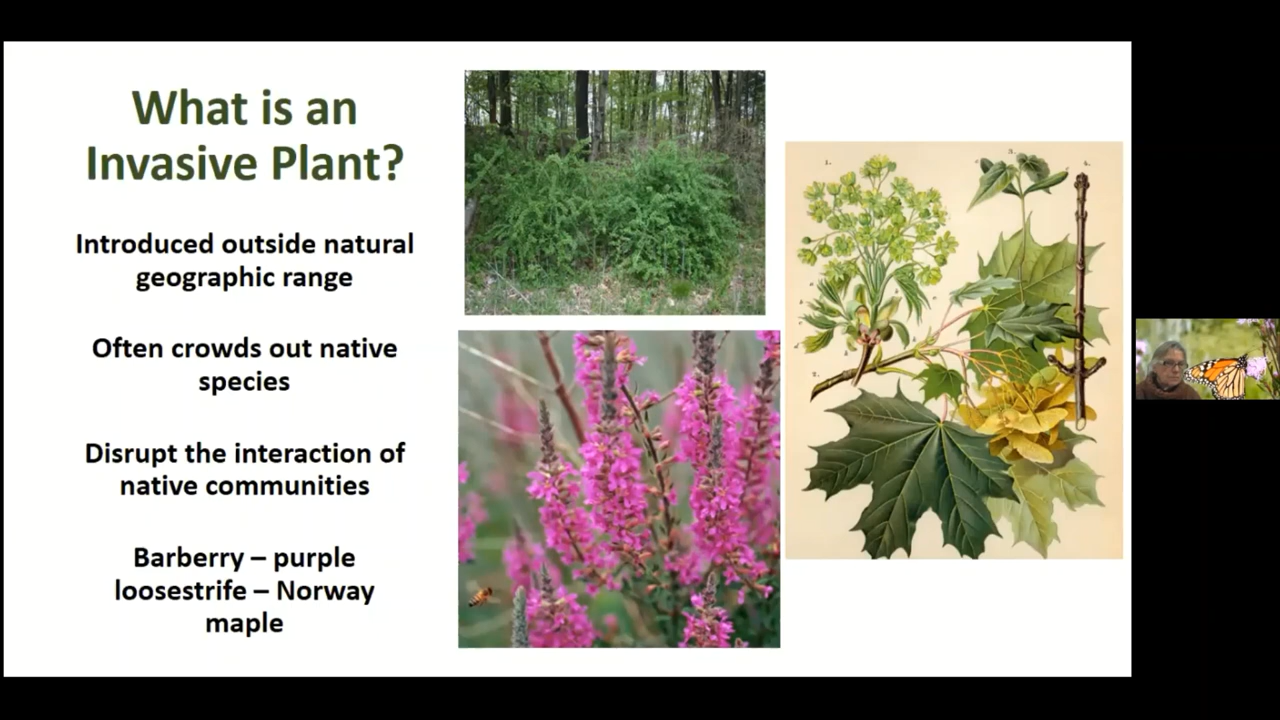 What is an
Invasive Plant?
Introduced outside natural
geographic range
Often crowds out native
species
Disrupt the interaction of
native communities
Barberry – purple
loosestrife – Norway
maple